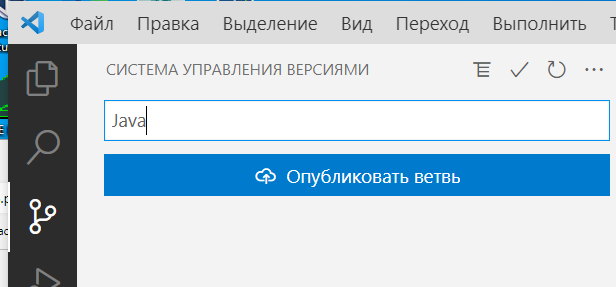 Файл Правка Выделение Вид Переход Выполнить
СИСТЕМА УПРАВЛЕНИЯ ВЕРСИЯМИ
Java
Опубликовать ветвь